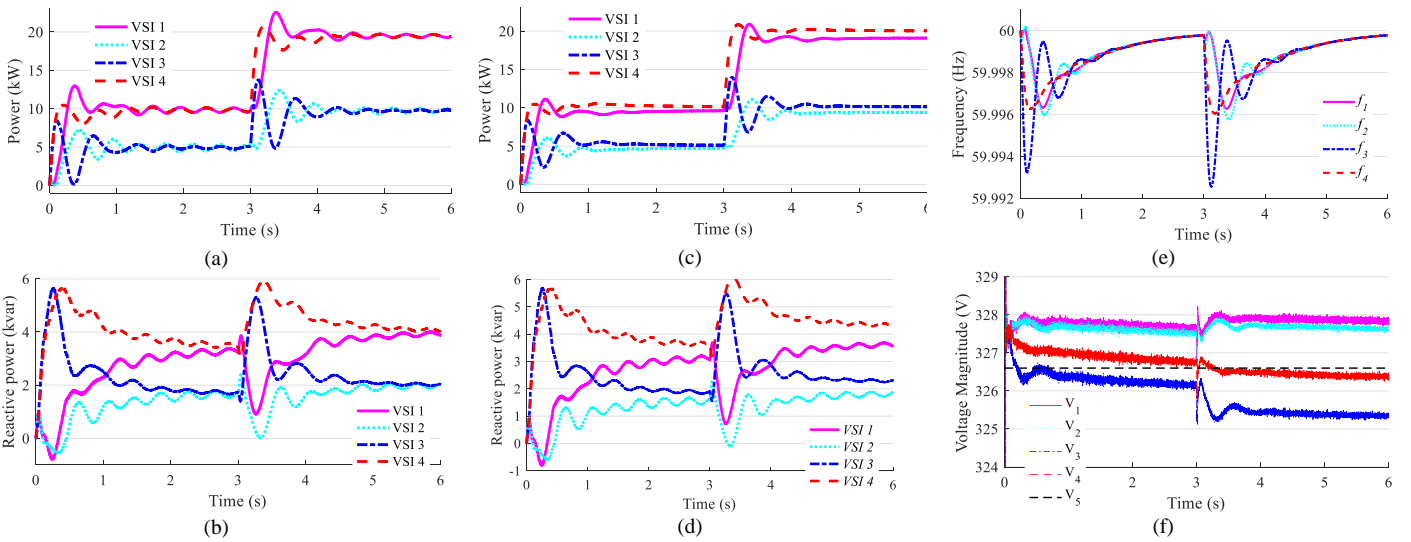 VSI 1
VSI 2
VSI 3
VSI 4
20
15
10
5
0
Power (kW)
0
1
2
3
4
5
6
Time (s)
(a)
VSI 1
VSI 2
VSI 3
VSI 4
20
15
10
5
0
Power (kW)
0
1
2
3
4
5
6
Time (s)
(c)
60
59.998
59.996
59.994
59.992
Frequency (Hz)
f1
f2
f3
f4
0
1
2
3
4
5
6
Time (s)
(e)
6
4
2
0
Reactive power (kvar)
VSI 1
VSI 2
VSI 3
VSI 4
0
1
2
3
4
5
6
Time (s)
(b)
6
5
4
3
2
1
0
-1
Reactive power (kvar)
VSI 1
VSI 2
VSI 3
VSI 4
0
1
2
3
4
5
6
Time (s)
(d)
329
328
327
326
325
324
Voltage Magnitude (V)
V1
V2
V3
V4
V5
0
2
3
4
5
6
Time (s)
(f)